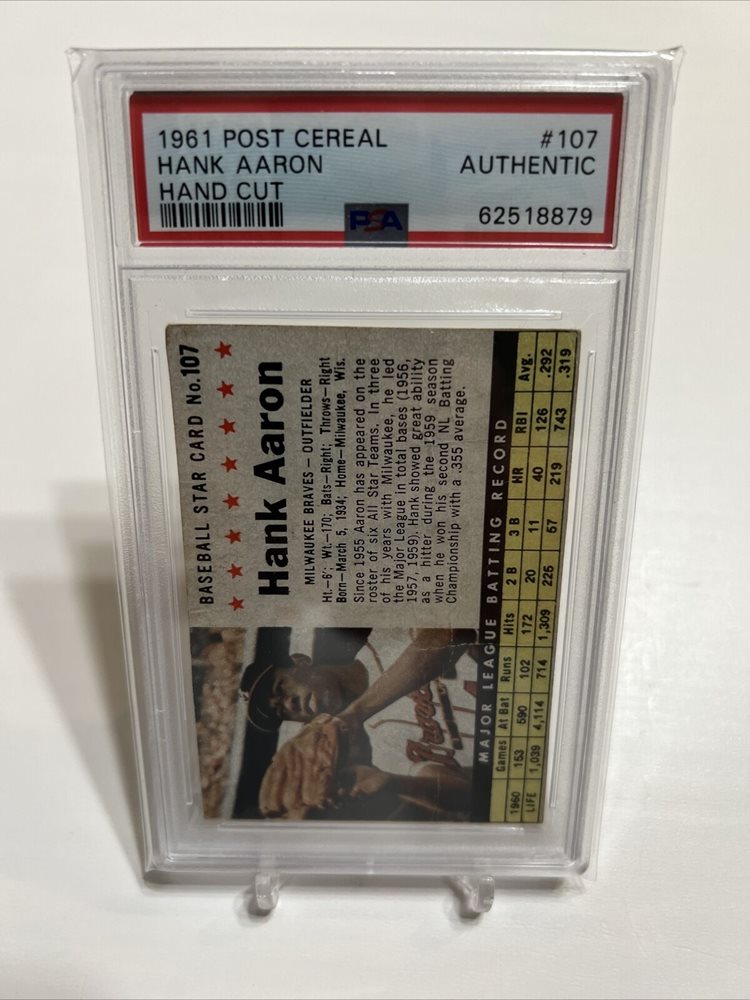 1961 POST CEREAL #107
HANK AARON AUTHENTIC
HAND CUT
PSA 62518879
BASEBALL STAR CARD No.107
Hank Aaron
MILWAUKEE BRAVES – OUTFIELDER
Ht.—6'; Wt.—170; Bats—Right; Throws—Right
Born—March 5, 1934; Home—Milwaukee, Wis.
Since 1955 Aaron has appeared on the
roster of six All Star Teams. In three
of his years with Milwaukee, he led
the Major League in total bases (1956,
1957, 1959). Hank showed great ability
as a hitter during the 1959 season
when he won his second NL Batting
Championship with a .355 average.
Braves
MAJOR LEAGUE BATTING RECORD
Games At Bat Runs Hits 2 B 3 B HR RBI Avg.
1960 153 590 102 172 20 11 40 126 .292
LIFE 1,039 4,114 714 1,309 225 57 219 743 .319